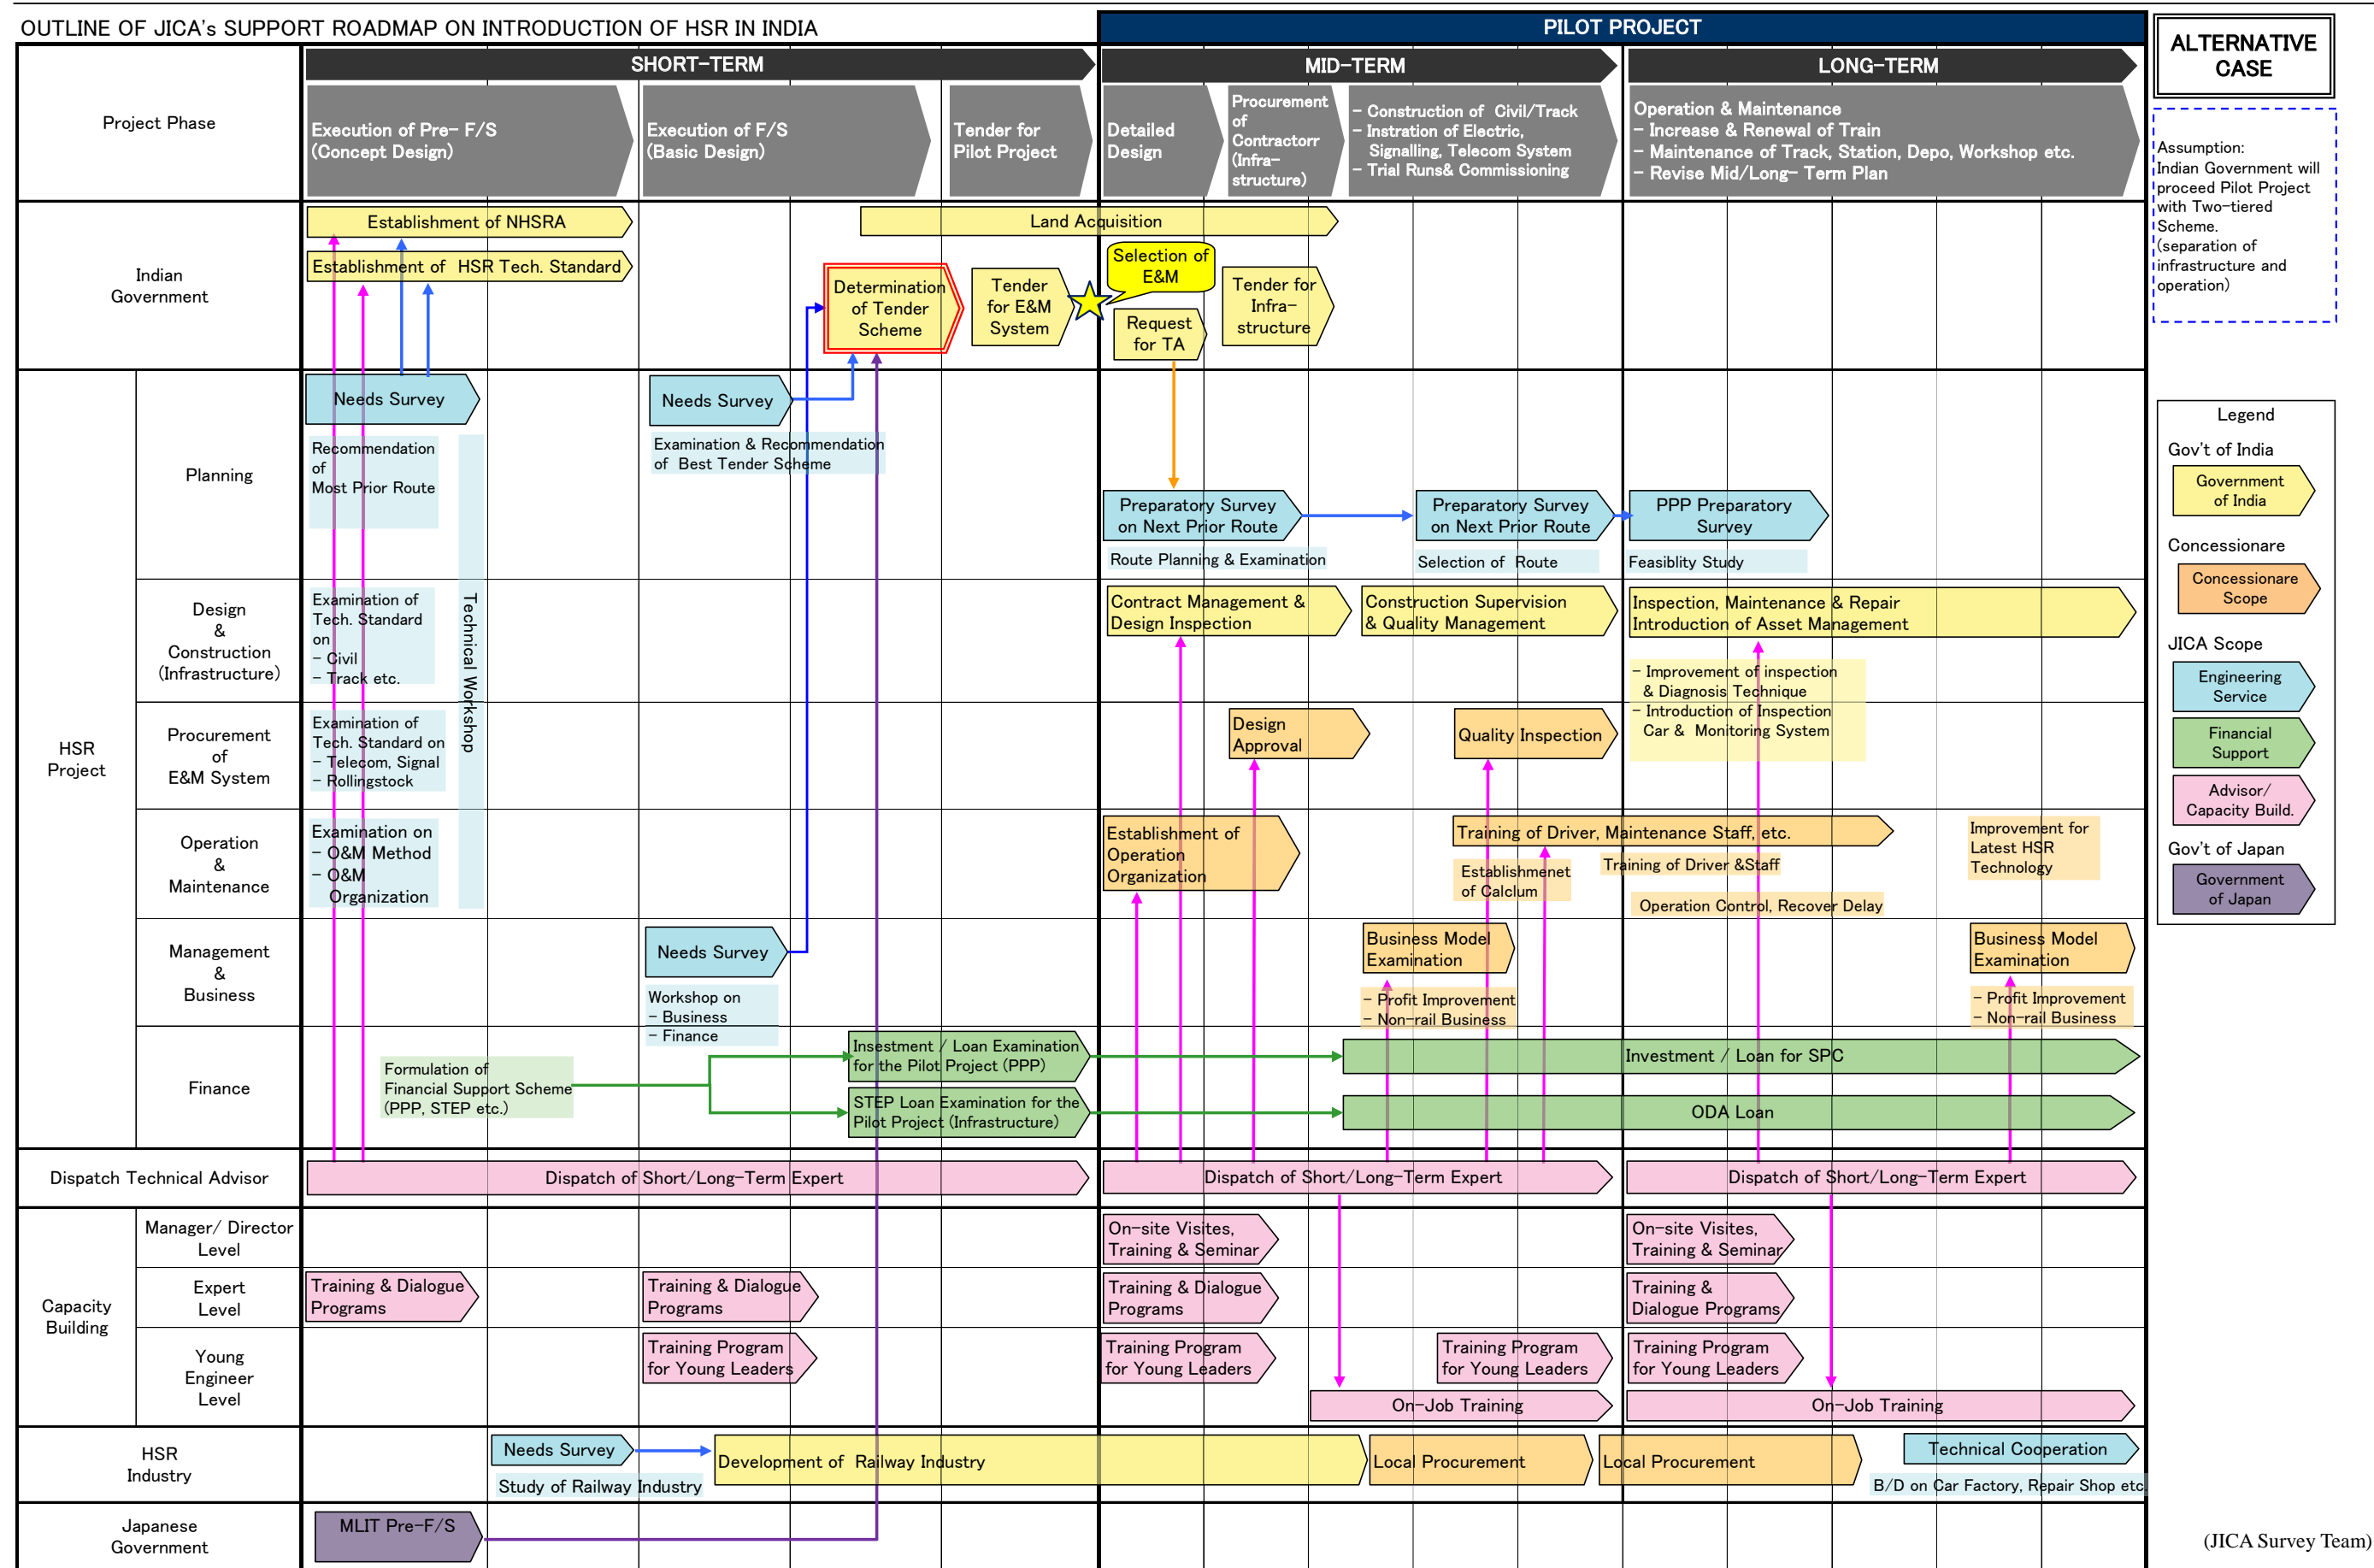 OUTLINE OF JICA's SUPPORT ROADMAP ON INTRODUCTION OF HSR IN INDIA
PILOT PROJECT
ALTERNATIVE
CASE
SHORT-TERM
MID-TERM
LONG-TERM
Project Phase
Execution of Pre- F/S
(Concept Design)
Execution of F/S
(Basic Design)
Tender for
Pilot Project
Detailed
Design
Procurement
of
Contractorr
(Infra-
structure)
- Construction of Civil/Track
- Instration of Electric,
Signalling, Telecom System
- Trial Runs& Commissioning
Operation & Maintenance
- Increase & Renewal of Train
- Maintenance of Track, Station, Depo, Workshop etc.
- Revise Mid/Long- Term Plan
Assumption:
Indian Government will
proceed Pilot Project
with Two-tiered
Scheme.
(separation of
infrastructure and
operation)
Indian
Government
Establishment of NHSRA
Establishment of HSR Tech. Standard
Land Acquisition
Determination
of Tender
Scheme
Tender
for E&M
System
Selection of
E&M
Request
for TA
Tender for
Infra-
structure
HSR
Project
Planning
Needs Survey
Recommendation
of
Most Prior Route
Technical Workshop
Needs Survey
Examination & Recommendation
of Best Tender Scheme
Preparatory Survey
on Next Prior Route
Route Planning & Examination
Preparatory Survey
on Next Prior Route
Selection of Route
PPP Preparatory
Survey
Feasiblity Study
Design
&
Construction
(Infrastructure)
Examination of
Tech. Standard
on
- Civil
- Track etc.
Contract Management &
Design Inspection
Construction Supervision
& Quality Management
Inspection, Maintenance & Repair
Introduction of Asset Management
- Improvement of inspection
& Diagnosis Technique
- Introduction of Inspection
Car & Monitoring System
Procurement
of
E&M System
Examination of
Tech. Standard on
- Telecom, Signal
- Rollingstock
Design
Approval
Quality Inspection
Operation
&
Maintenance
Examination on
- O&M Method
- O&M
Organization
Establishment of
Operation
Organization
Training of Driver, Maintenance Staff, etc.
Establishmenet
of Calclum
Training of Driver &Staff
Operation Control, Recover Delay
Improvement for
Latest HSR
Technology
Management
&
Business
Needs Survey
Workshop on
- Business
- Finance
Business Model
Examination
- Profit Improvement
- Non-rail Business
Business Model
Examination
- Profit Improvement
- Non-rail Business
Finance
Formulation of
Financial Support Scheme
(PPP, STEP etc.)
Insestment / Loan Examination
for the Pilot Project (PPP)
STEP Loan Examination for the
Pilot Project (Infrastructure)
Investment / Loan for SPC
ODA Loan
Dispatch Technical Advisor
Dispatch of Short/Long-Term Expert
Dispatch of Short/Long-Term Expert
Dispatch of Short/Long-Term Expert
Capacity
Building
Manager/ Director
Level
On-site Visites,
Training & Seminar
On-site Visites,
Training & Seminar
Expert
Level
Training & Dialogue
Programs
Training & Dialogue
Programs
Training & Dialogue
Programs
Training &
Dialogue Programs
Young
Engineer
Level
Training Program
for Young Leaders
Training Program
for Young Leaders
Training Program
for Young Leaders
Training Program
for Young Leaders
On-Job Training
On-Job Training
HSR
Industry
Needs Survey
Study of Railway Industry
Development of Railway Industry
Local Procurement
Local Procurement
Technical Cooperation
B/D on Car Factory, Repair Shop etc.
Japanese
Government
MLIT Pre-F/S
Legend
Gov't of India
Government
of India
Concessionare
Concessionare
Scope
JICA Scope
Engineering
Service
Financial
Support
Advisor/
Capacity Build.
Gov't of Japan
Government
of Japan
(JICA Survey Team)